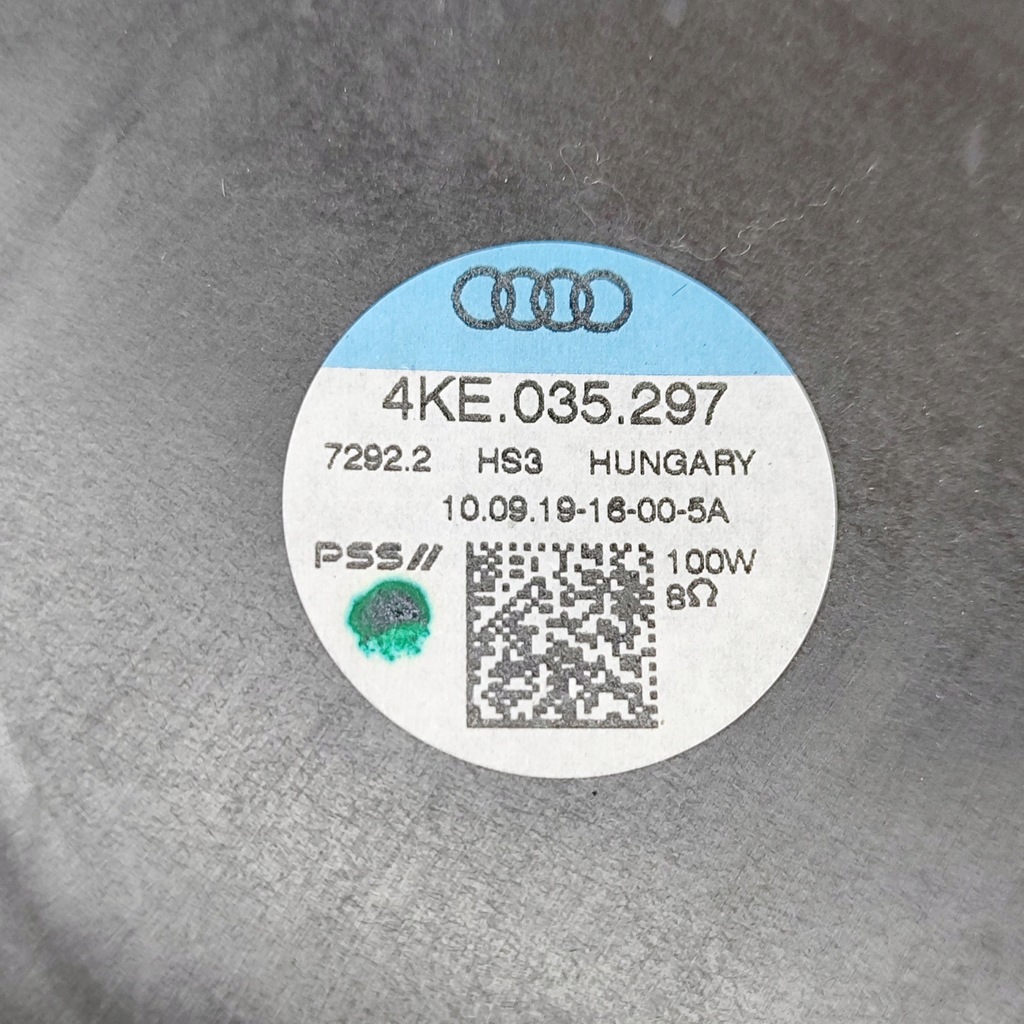 4KE.035.297
7292.2 HS3 HUNGARY
10.09.19-16-00-5A
PSS// 100W
8Ω